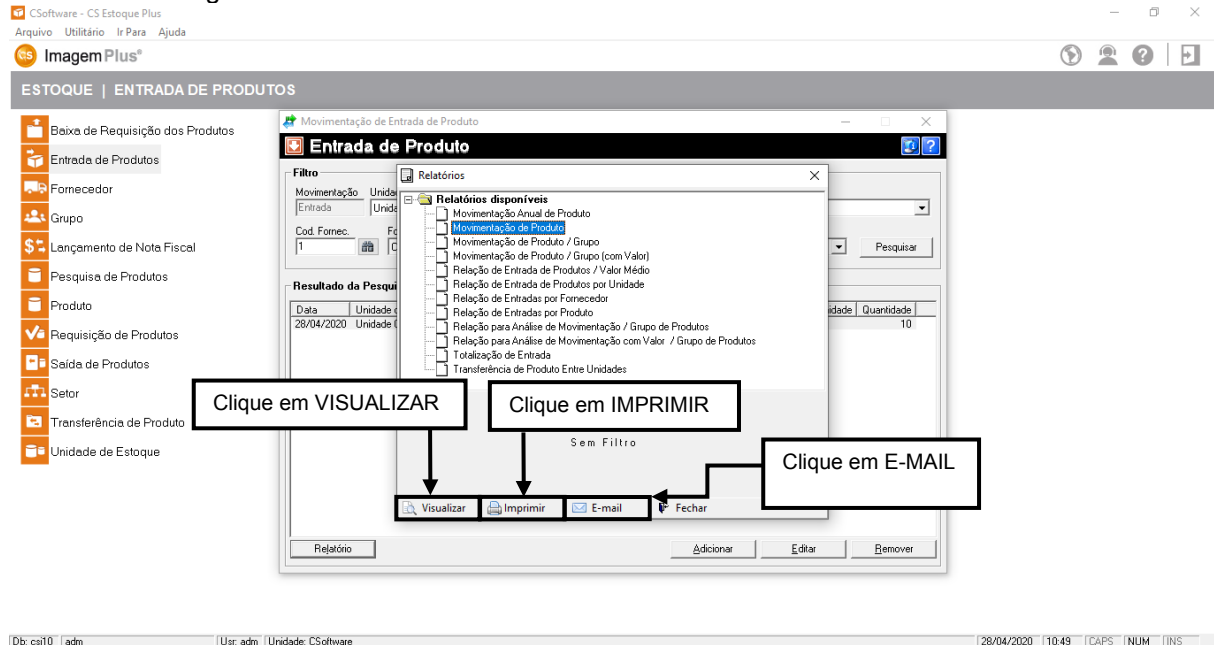 CSoftware - CS Estoque Plus
Arquivo Utilitário Ir Para Ajuda
CS ImagemPlus®
ESTOQUE | ENTRADA DE PRODUTOS
Baixa de Requisição dos Produtos
Entrada de Produtos
Fornecedor
Grupo
Lançamento de Nota Fiscal
Pesquisa de Produtos
Produto
Requisição de Produtos
Saída de Produtos
Setor
Transferência de Produto
Unidade de Estoque
Movimentação de Entrada de Produto
Entrada de Produto
Filtro
Movimentação
Entrada
Cod. Fornec.
1
Pesquisar
Resultado da Pesqui
Data Unidade Quantidade
28/04/2020 Unidade 10
Relatórios
Relatórios disponíveis
Movimentação Anual de Produto
Movimentação de Produto
Movimentação de Produto / Grupo
Movimentação de Produto / Grupo (com Valor)
Relação de Entrada de Produtos / Valor Médio
Relação de Entrada de Produtos por Unidade
Relação de Entradas por Fornecedor
Relação de Entradas por Produto
Relação para Análise de Movimentação / Grupo de Produtos
Relação para Análise de Movimentação com Valor / Grupo de Produtos
Totalização de Entrada
Transferência de Produto Entre Unidades
Clique em VISUALIZAR
Clique em IMPRIMIR
Sem Filtro
Clique em E-MAIL
Visualizar Imprimir E-mail Fechar
Relatório Adicionar Editar Remover
Db: csi10 adm Usr: adm Unidade: CSoftware 28/04/2020 10:49 CAPS NUM INS